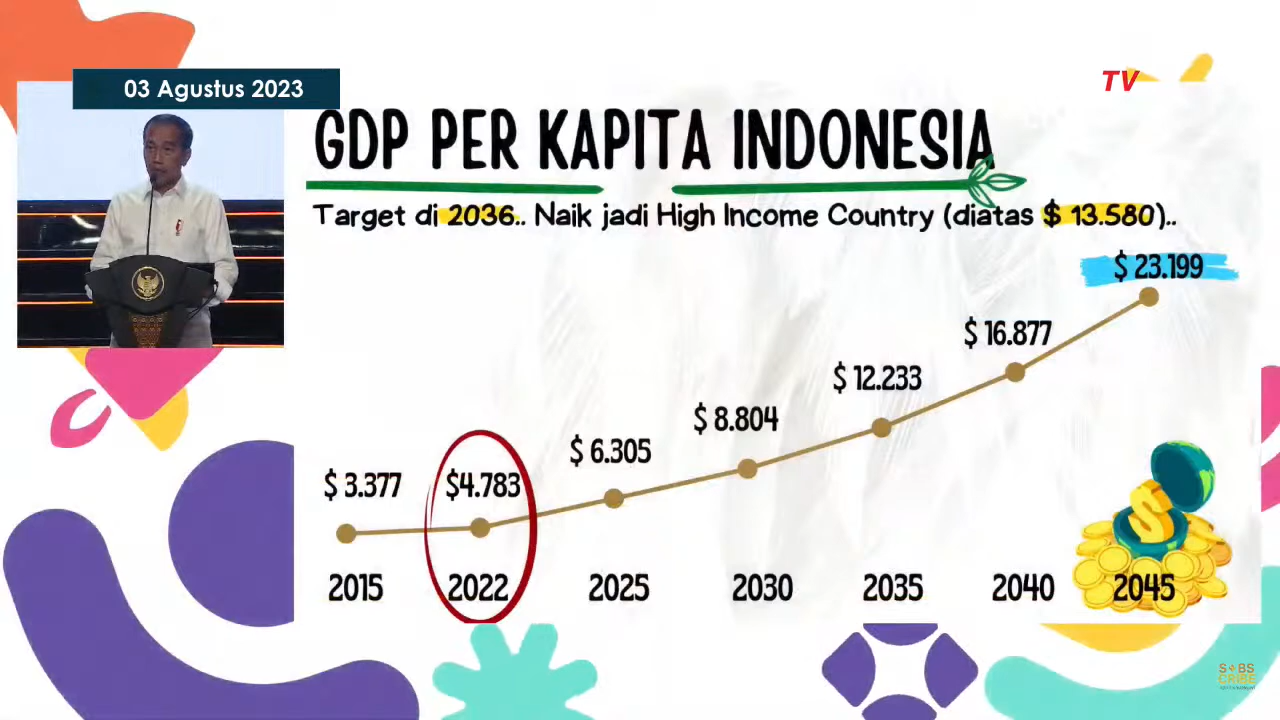 03 Agustus 2023
TV
GDP PER KAPITA INDONESIA
Target di 2036.. Naik jadi High Income Country (diatas $ 13.580)..
$ 23.199
$ 16.877
$ 12.233
$ 8.804
$ 6.305
$ 3.377
$4.783
2015
2022
2025
2030
2035
2040
2045
SUBS
CRIBE